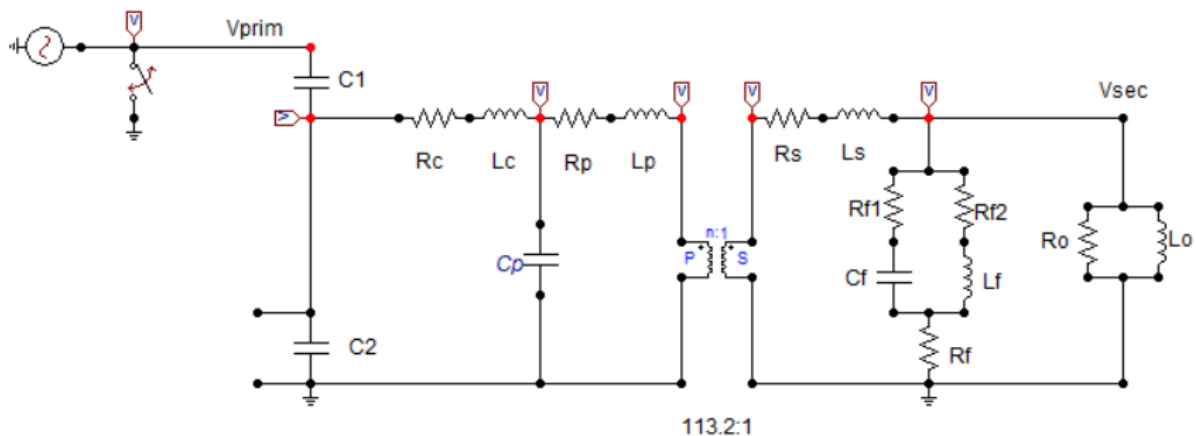 V
Vprim
C1
V
V
V
V
V
Vsec
Rc
Lc
Rp
Lp
Rs
Ls
Rf1
Rf2
n:1
P
S
Cp
Cf
Lf
Ro
Lo
C2
Rf
113.2:1